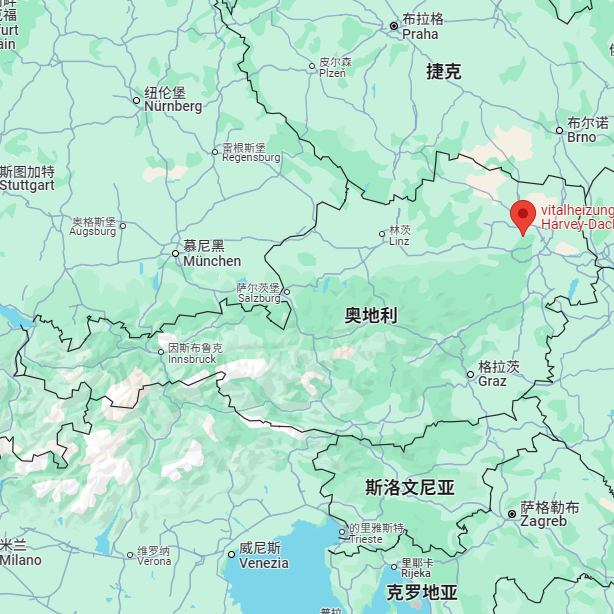 布拉格
Praha
皮尔森
Plzeň
捷克
纽伦堡
Nürnberg
布尔诺
Brno
雷根斯堡
Regensburg
斯图加特
Stuttgart
vitalheizung
Harvey-Dach
奥格斯堡
Augsburg
林茨
Linz
慕尼黑
München
萨尔茨堡
Salzburg
奥地利
因斯布鲁克
Innsbruck
格拉茨
Graz
斯洛文尼亚
萨格勒布
Zagreb
的里雅斯特
Trieste
米兰
Milano
维罗纳
Verona
威尼斯
Venezia
里耶卡
Rijeka
克罗地亚